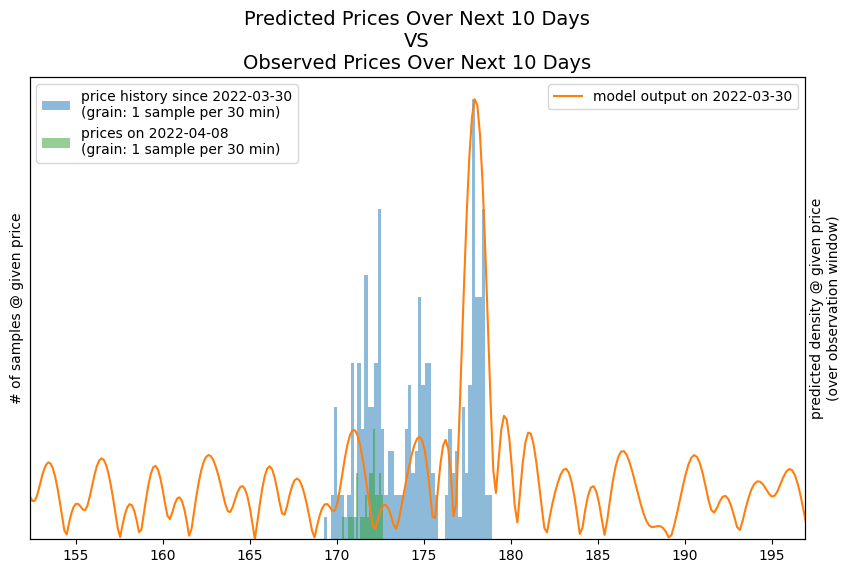 Predicted Prices Over Next 10 Days
VS
Observed Prices Over Next 10 Days
price history since 2022-03-30
(grain: 1 sample per 30 min)
prices on 2022-04-08
(grain: 1 sample per 30 min)
model output on 2022-03-30
# of samples @ given price
predicted density @ given price
(over observation window)
155 160 165 170 175 180 185 190 195